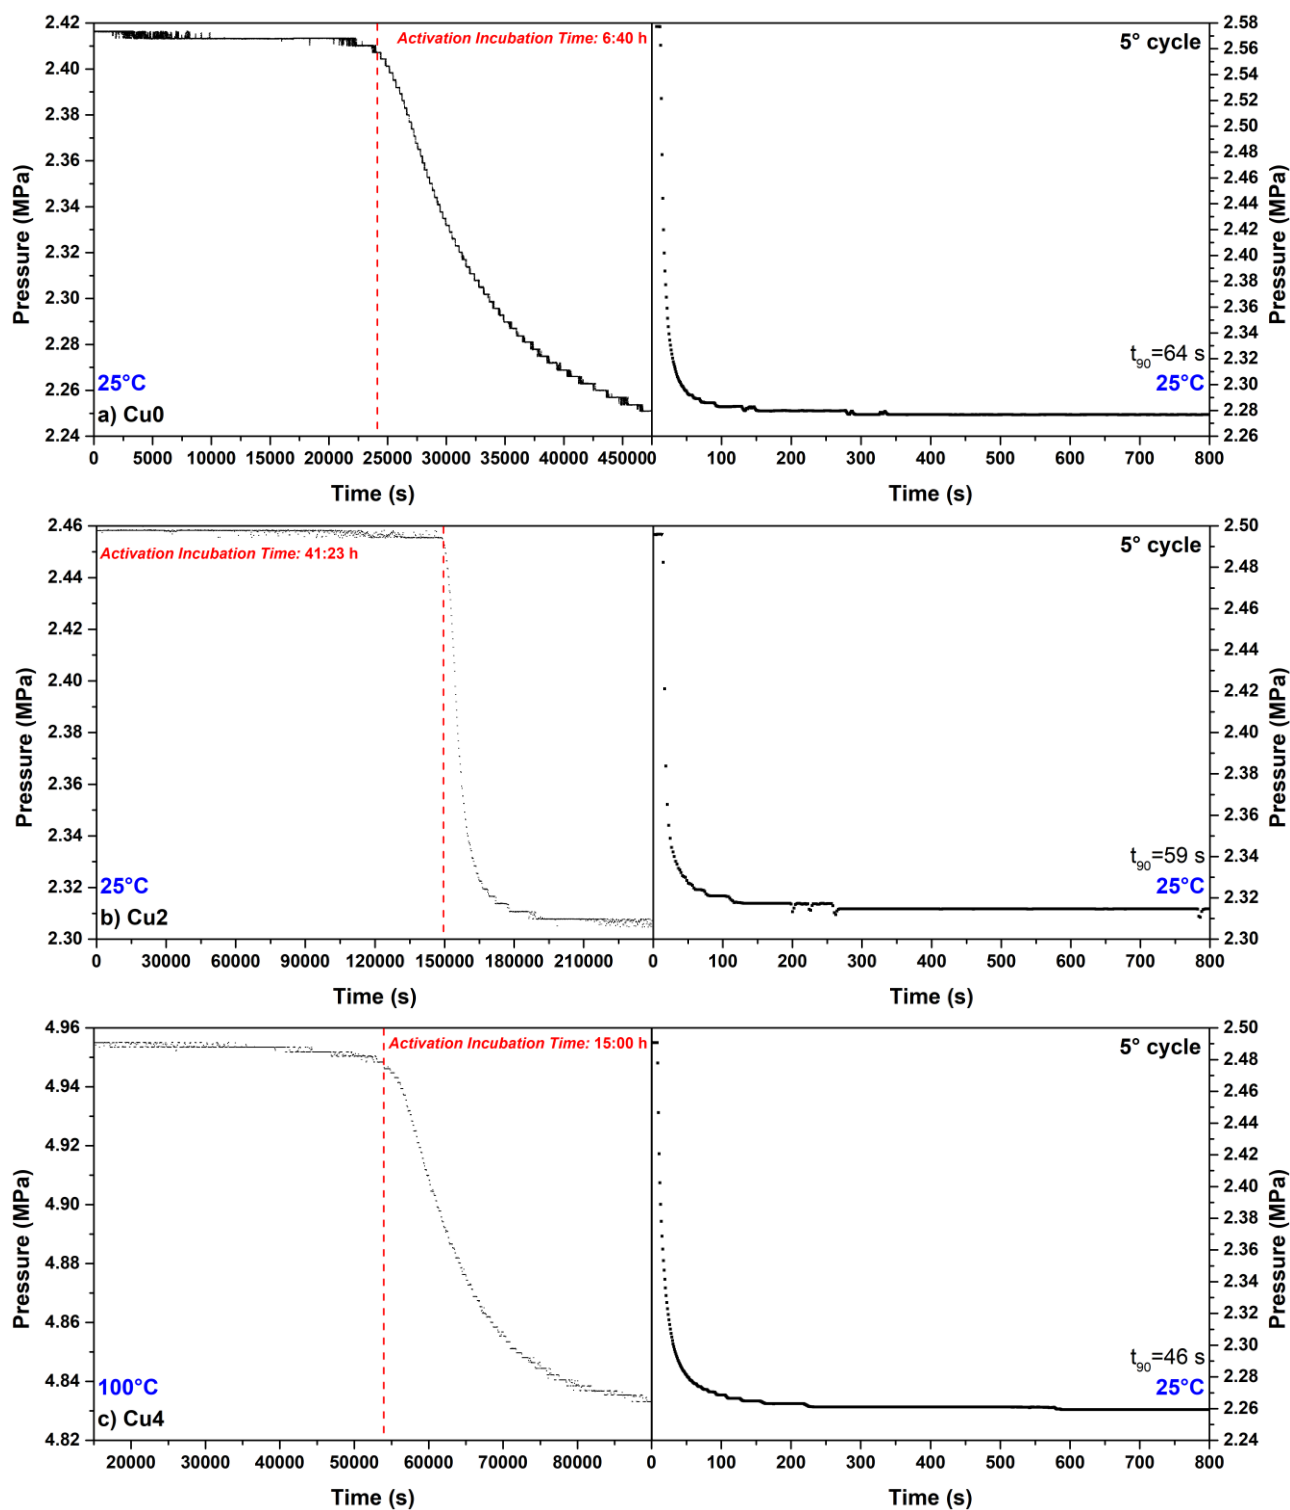 2.42
2.40
2.38
2.36
2.34
2.32
2.30
2.28
2.26
2.24
Pressure (MPa)
Activation Incubation Time: 6:40 h
25°C
a) Cu0
0 5000 10000 15000 20000 25000 30000 35000 40000 45000
Time (s)
5° cycle
t90=64 s
25°C
2.58
2.56
2.54
2.52
2.50
2.48
2.46
2.44
2.42
2.40
2.38
2.36
2.34
2.32
2.30
2.28
2.26
Pressure (MPa)
100 200 300 400 500 600 700 800
Time (s)
2.46
2.44
2.42
2.40
2.38
2.36
2.34
2.32
2.30
Pressure (MPa)
Activation Incubation Time: 41:23 h
25°C
b) Cu2
0 30000 60000 90000 120000 150000 180000 210000
Time (s)
5° cycle
t90=59 s
25°C
2.50
2.48
2.46
2.44
2.42
2.40
2.38
2.36
2.34
2.32
2.30
Pressure (MPa)
0 100 200 300 400 500 600 700 800
Time (s)
4.96
4.94
4.92
4.90
4.88
4.86
4.84
4.82
Pressure (MPa)
Activation Incubation Time: 15:00 h
100°C
c) Cu4
20000 30000 40000 50000 60000 70000 80000
Time (s)
5° cycle
t90=46 s
25°C
2.50
2.48
2.46
2.44
2.42
2.40
2.38
2.36
2.34
2.32
2.30
2.28
2.26
2.24
Pressure (MPa)
0 100 200 300 400 500 600 700 800
Time (s)